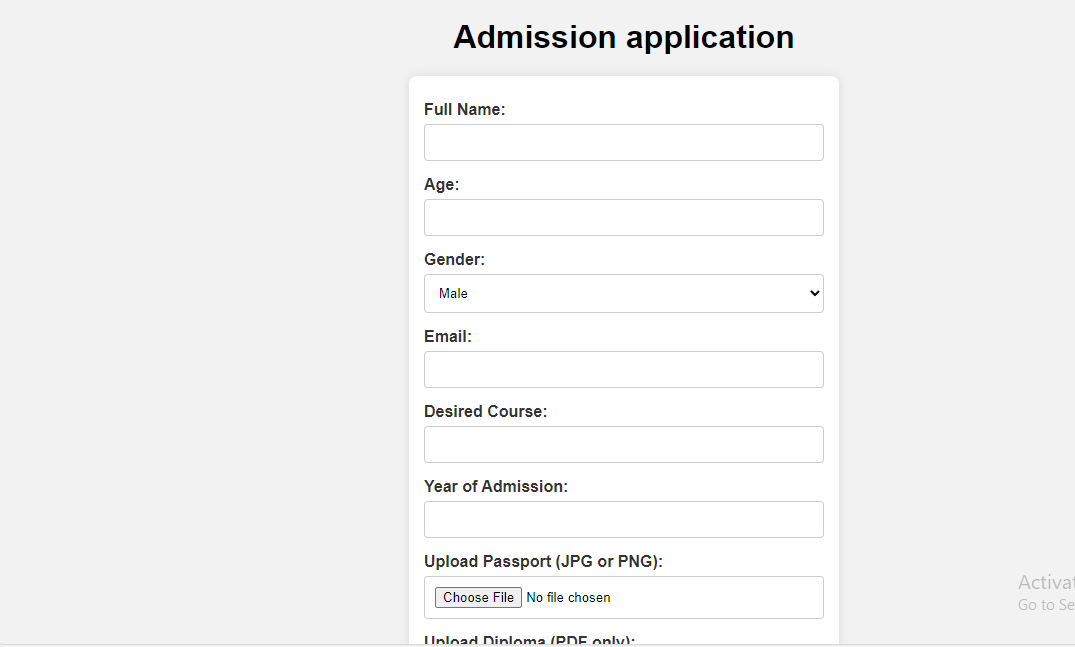 Admission application
Full Name:
Age:
Gender:
Male
Email:
Desired Course:
Year of Admission:
Upload Passport (JPG or PNG):
Choose File No file chosen
Activat
Go to Se
Upload Diploma (PDF only):